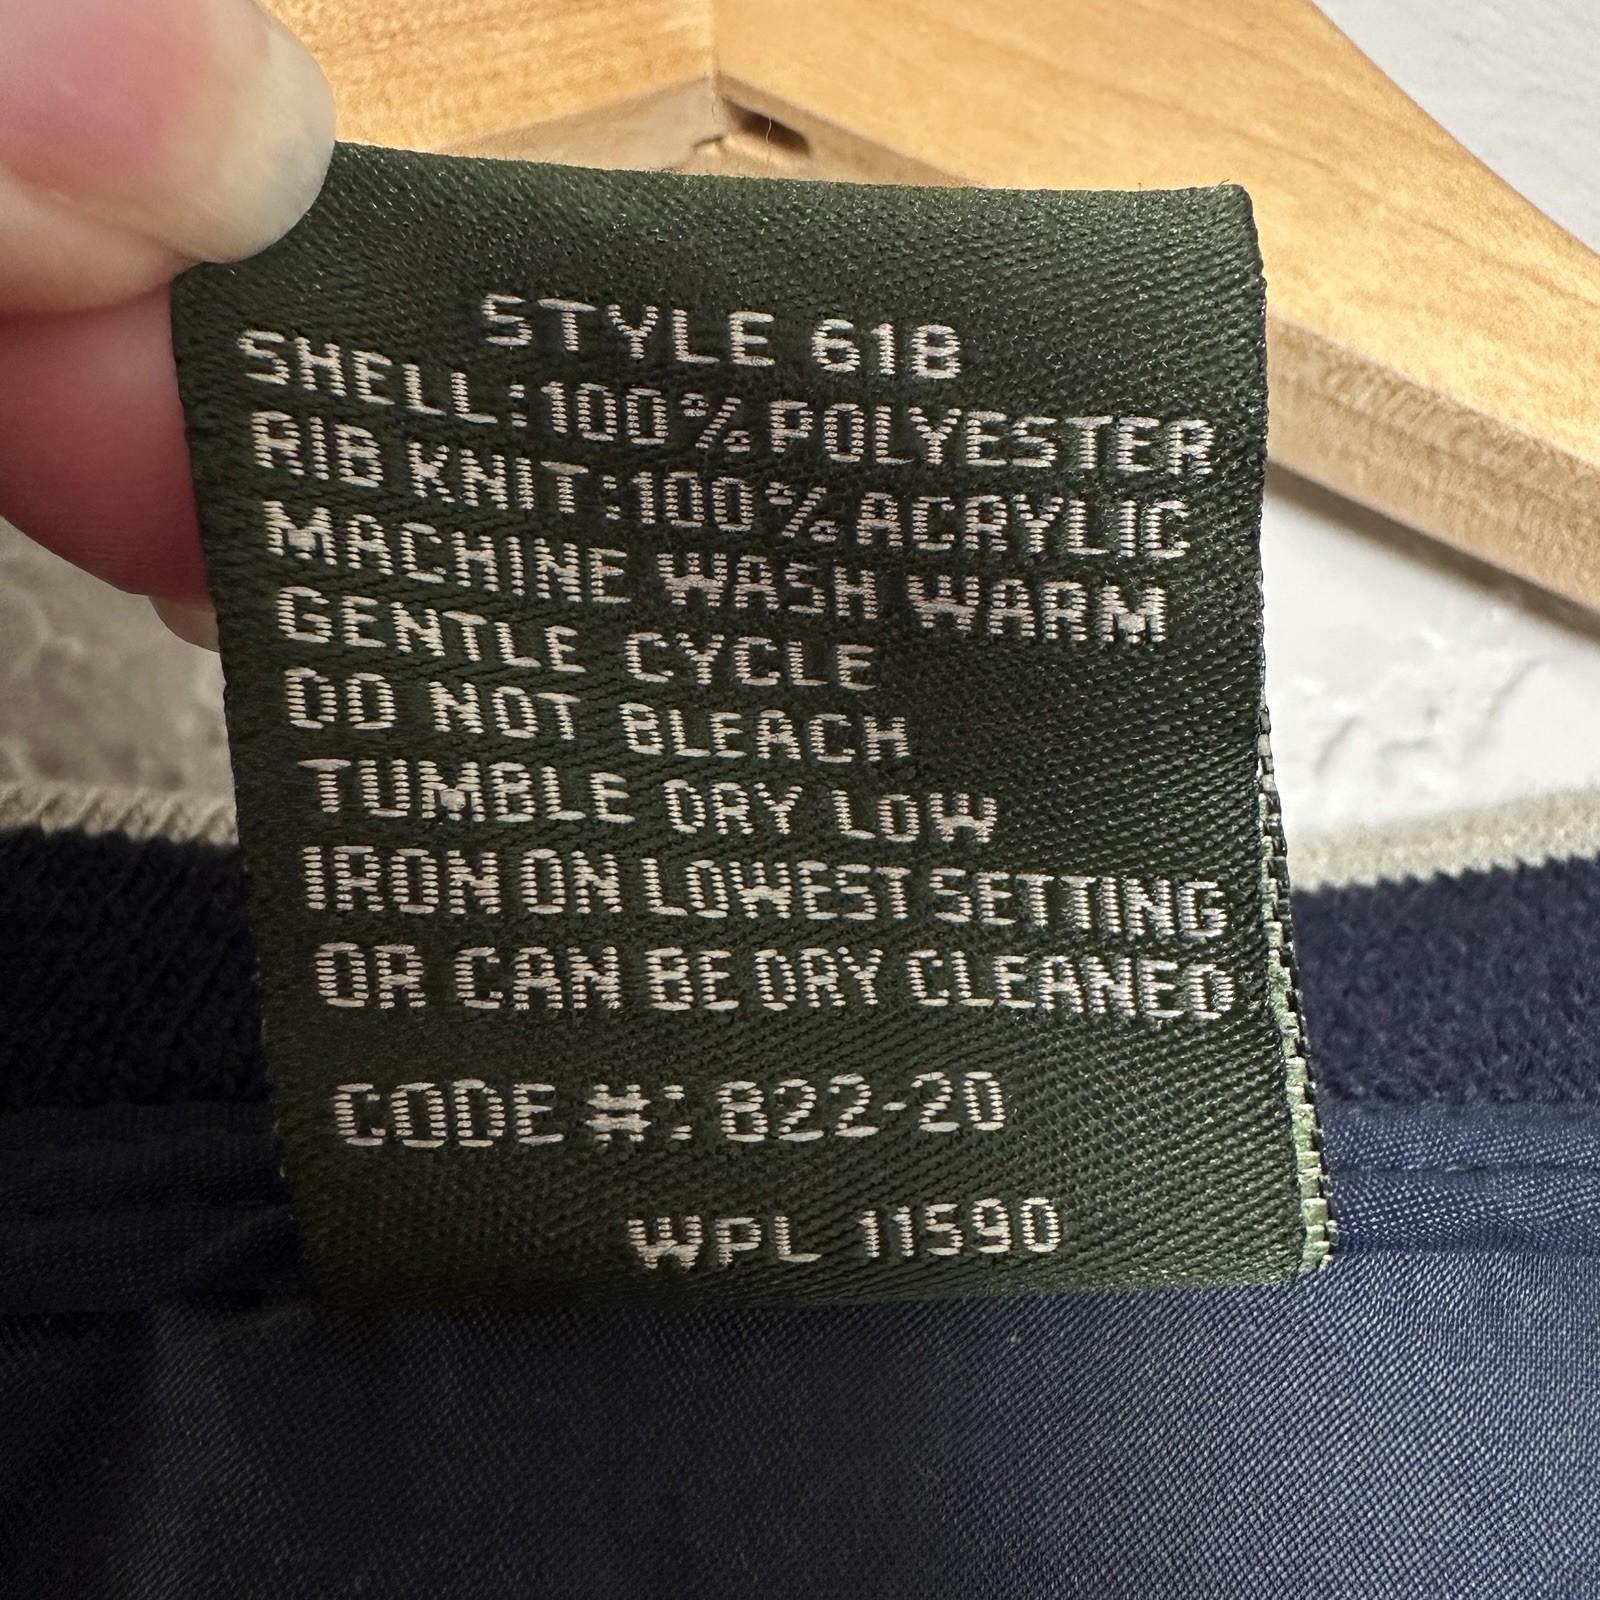 STYLE 618
SHELL:100% POLYESTER
RIB KNIT:100% ACRYLIC
MACHINE WASH WARM
GENTLE CYCLE
DO NOT BLEACH
TUMBLE DRY LOW
IRON ON LOWEST SETTING
OR CAN BE DRY CLEANED
CODE #: 822-20
WPL 11590